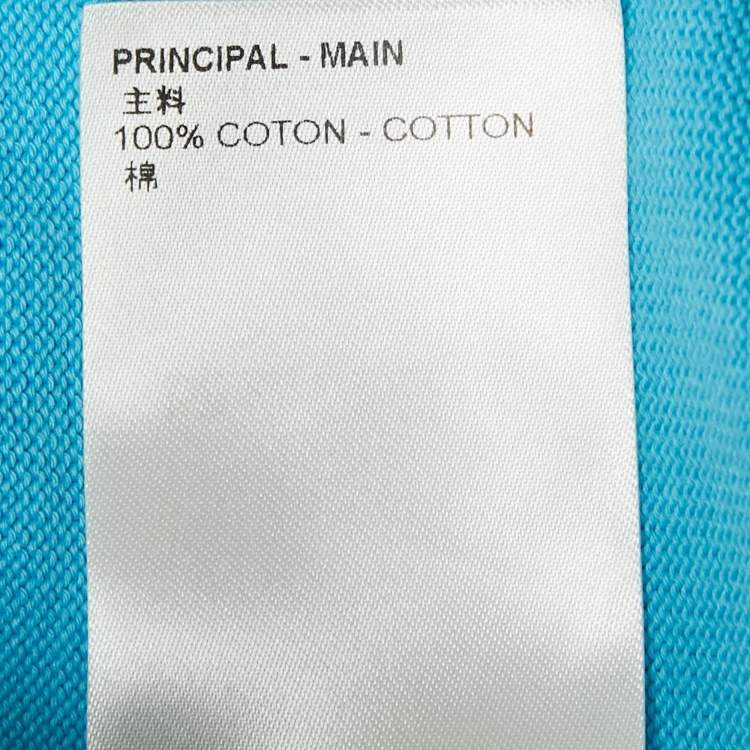 PRINCIPAL - MAIN
主料
100% COTON - COTTON
棉